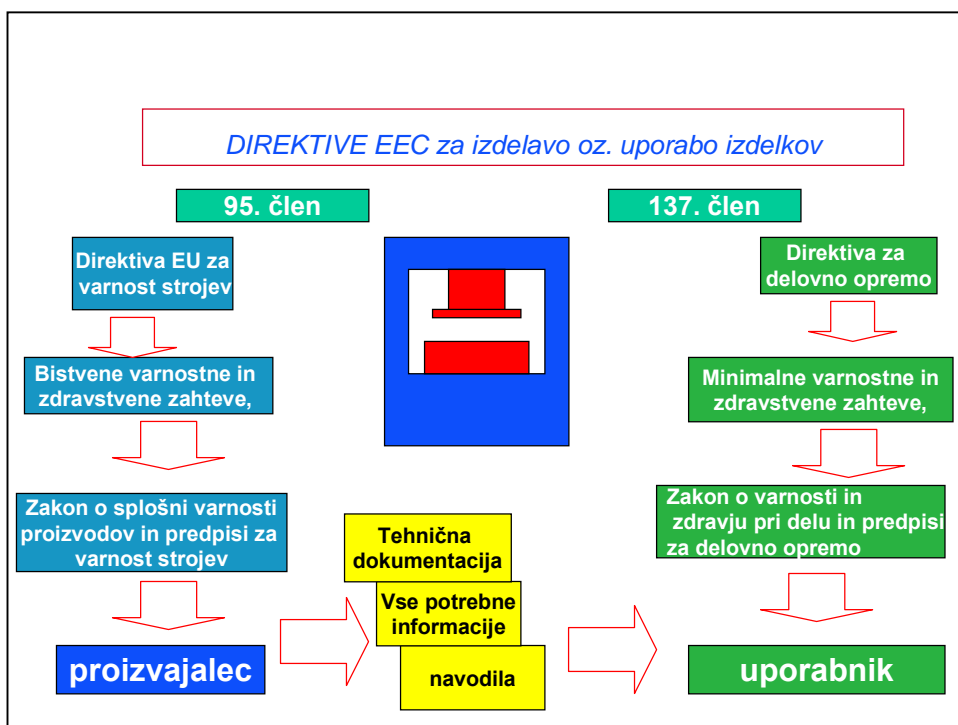 DIREKTIVE EEC za izdelavo oz. uporabo izdelkov
95. člen
137. člen
Direktiva EU za
varnost strojev
Direktiva za
delovno opremo
Bistvene varnostne in
zdravstvene zahteve,
Minimalne varnostne in
zdravstvene zahteve,
Zakon o splošni varnosti
proizvodov in predpisi za
varnost strojev
Zakon o varnosti in
zdravju pri delu in predpisi
za delovno opremo
Tehnična
dokumentacija
Vse potrebne
informacije
navodila
proizvajalec
uporabnik